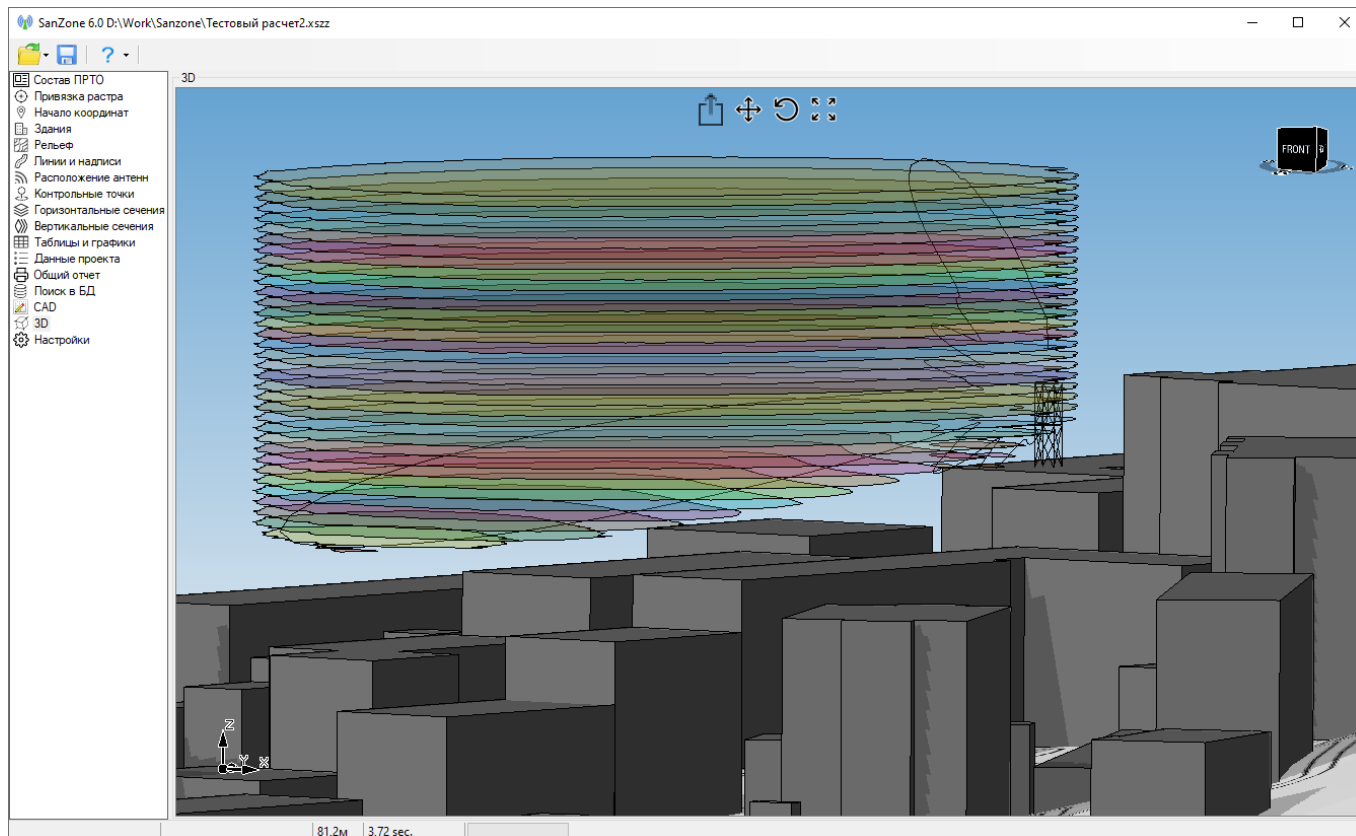 SanZone 6.0 D:\Work\Sanzone\Тестовый расчет2.xszz
?
Состав ПРТО
Привязка растра
Начало координат
Здания
Рельеф
Линии и надписи
Расположение антенн
Контрольные точки
Горизонтальные сечения
Вертикальные сечения
Таблицы и графики
Данные проекта
Общий отчет
Поиск в БД
CAD
3D
Настройки
3D
FRONT
Z
Y X
81.2м 3.72 sec.